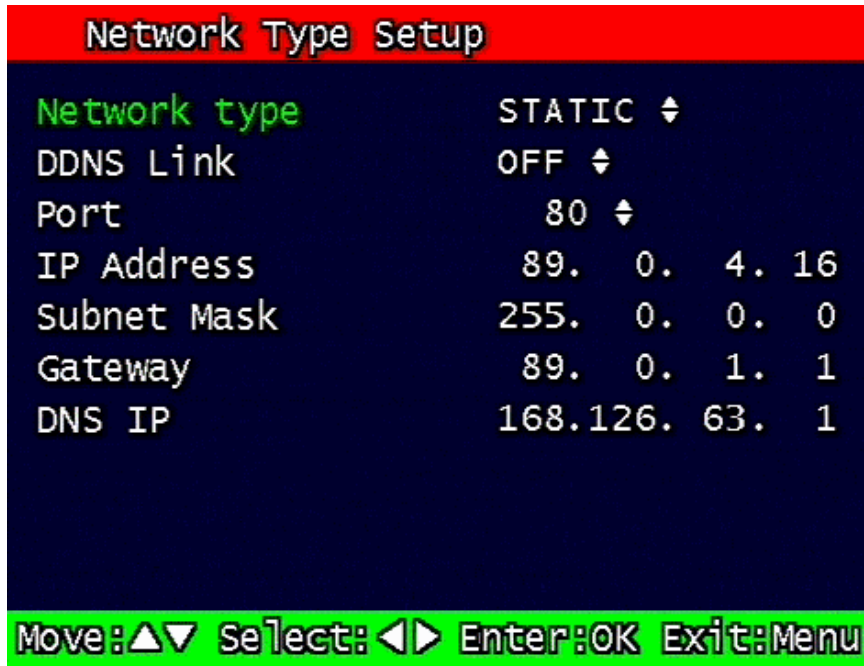 Network Type Setup
Network type STATIC
DDNS Link OFF
Port 80
IP Address 89. 0. 4. 16
Subnet Mask 255. 0. 0. 0
Gateway 89. 0. 1. 1
DNS IP 168.126. 63. 1
Move:△▽ Select:◁▷ Enter:OK Exit:Menu